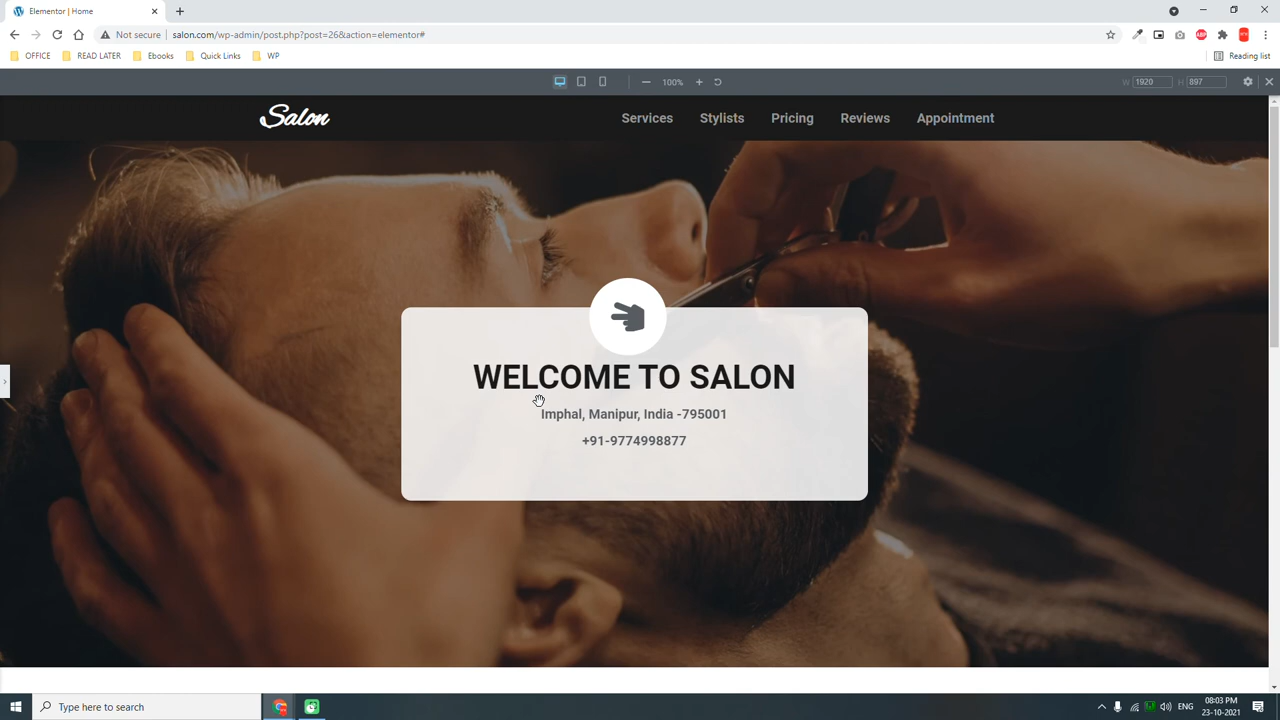 Elementor | Home
Not secure
salon.com/wp-admin/post.php?post=26&action=elementor#
OFFICE
READ LATER
Ebooks
Quick Links
WP
Reading list
100%
W 1920 H 897
Salon
Services
Stylists
Pricing
Reviews
Appointment
WELCOME TO SALON
Imphal, Manipur, India -795001
+91-9774998877
Type here to search
ENG
08:03 PM
23-10-2021